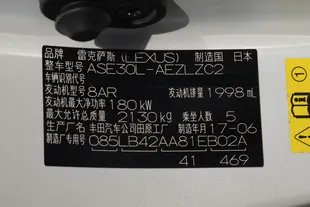 品牌 雷克萨斯(LEXUS) 制造国 日本
整车型号 ASE30L-AEZLZC2
车辆识别代号
发动机型号 8AR 发动机排量 1998 mL
发动机最大净功率 180 kW
最大允许总质量 2130 kg 乘坐人数 5
丰田汽车公司田原工厂 制造年月 17-06
085LB42AA81EB02A
41 469